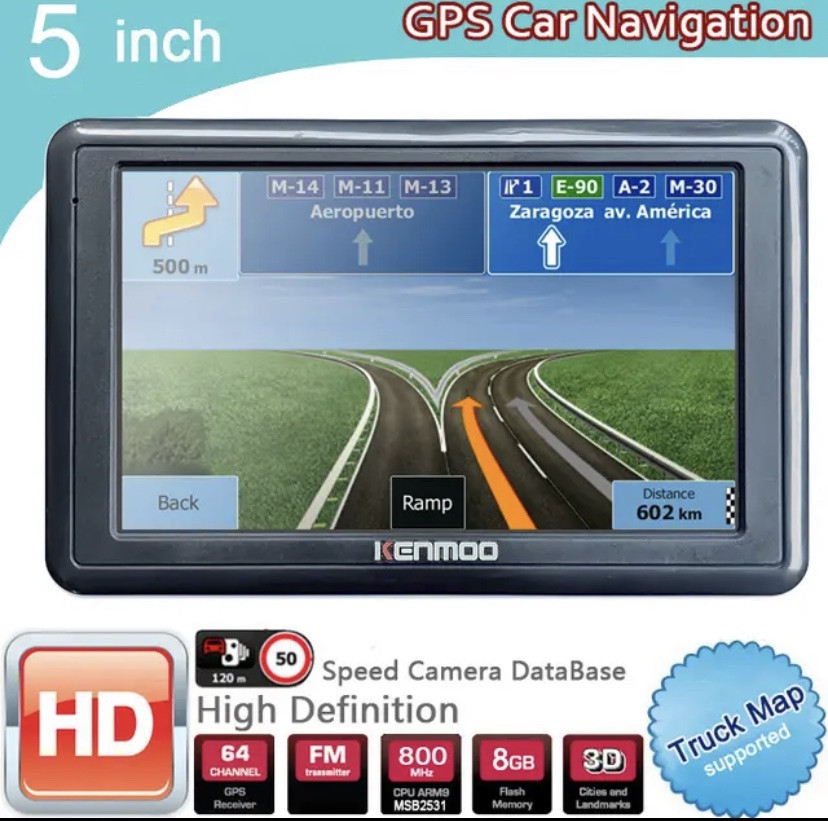 5 inch
GPS Car Navigation
500 m
M-14 M-11 M-13
Aeropuerto
1 E-90 A-2 M-30
Zaragoza av. América
Back
Ramp
Distance
602 km
KENMOO
HD
120 m
50
Speed Camera DataBase
High Definition
64
CHANNEL
GPS
Receiver
FM
transmitter
800
MHz
CPU ARM9
MSB2531
8GB
Flash
Memory
3D
Cities and
Landmarks
Truck Map
supported